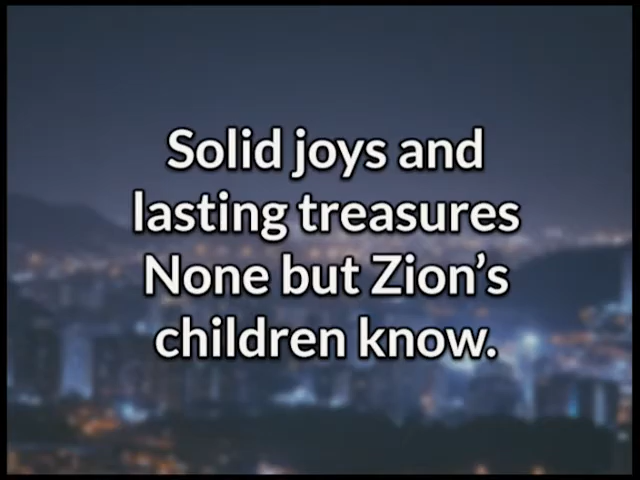 Solid joys and
lasting treasures
None but Zion’s
children know.